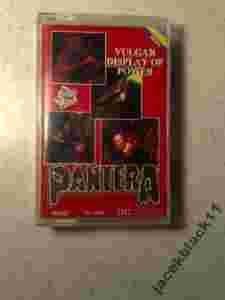 VULGAR
DISPLAY OF
POWER
PANTERA
jacekblack11